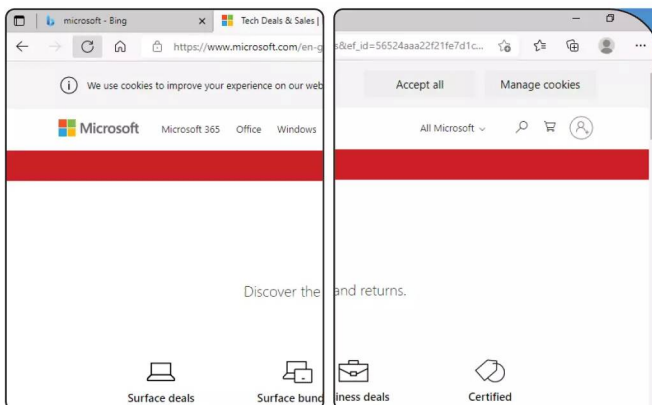 microsoft - Bing
Tech Deals & Sales |
https://www.microsoft.com/en-g
s&ef_id=56524aaa22f21fe7d1c...
We use cookies to improve your experience on our web
Accept all
Manage cookies
Microsoft
Microsoft 365
Office
Windows
All Microsoft
Discover the
and returns.
Surface deals
Surface bund
iness deals
Certified